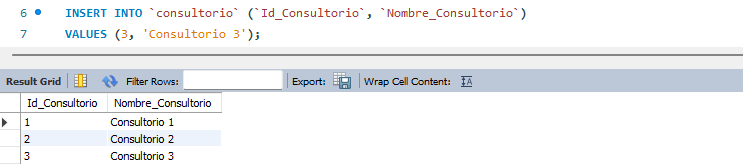 6 INSERT INTO `consultorio` (`Id_Consultorio`, `Nombre_Consultorio`)
7 VALUES (3, 'Consultorio 3');
Result Grid Filter Rows: Export: Wrap Cell Content: IA
Id_Consultorio Nombre_Consultorio
1 Consultorio 1
2 Consultorio 2
3 Consultorio 3